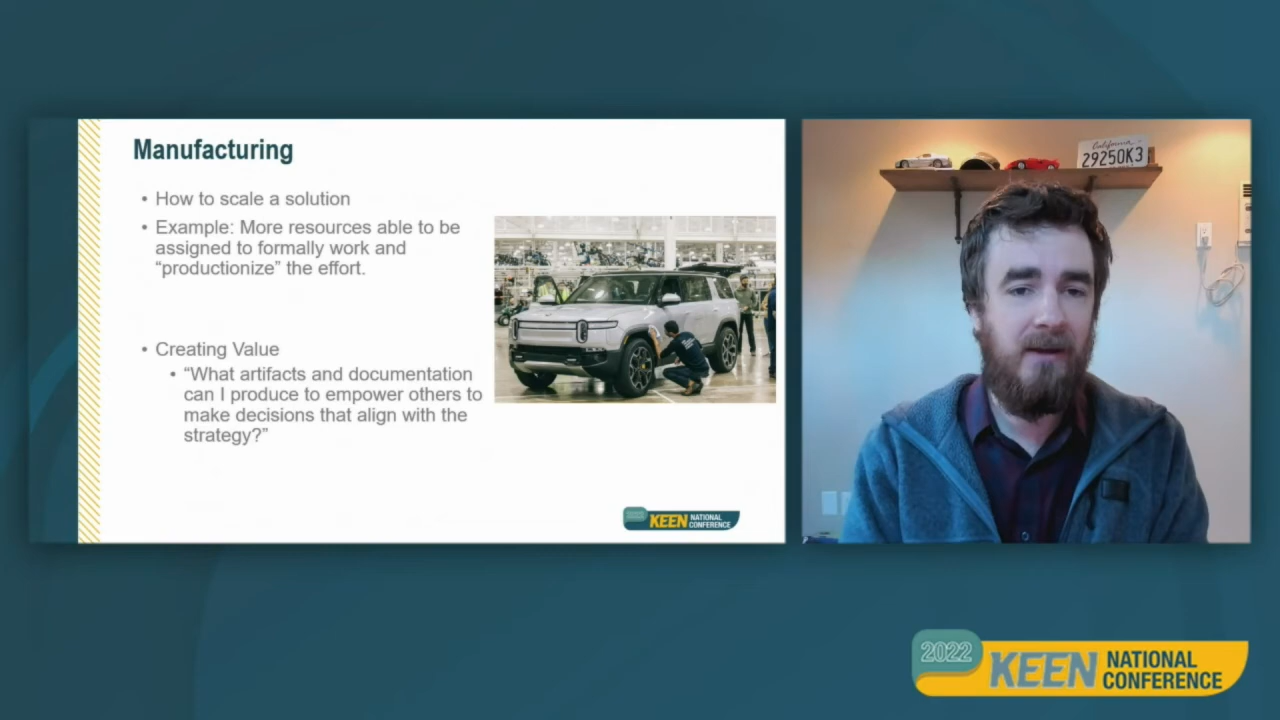 Manufacturing
• How to scale a solution
• Example: More resources able to be
assigned to formally work and
“productionize” the effort.
• Creating Value
• “What artifacts and documentation
can I produce to empower others to
make decisions that align with the
strategy?”
KEEN NATIONAL
CONFERENCE
California
29250K3
2022
KEEN NATIONAL
CONFERENCE